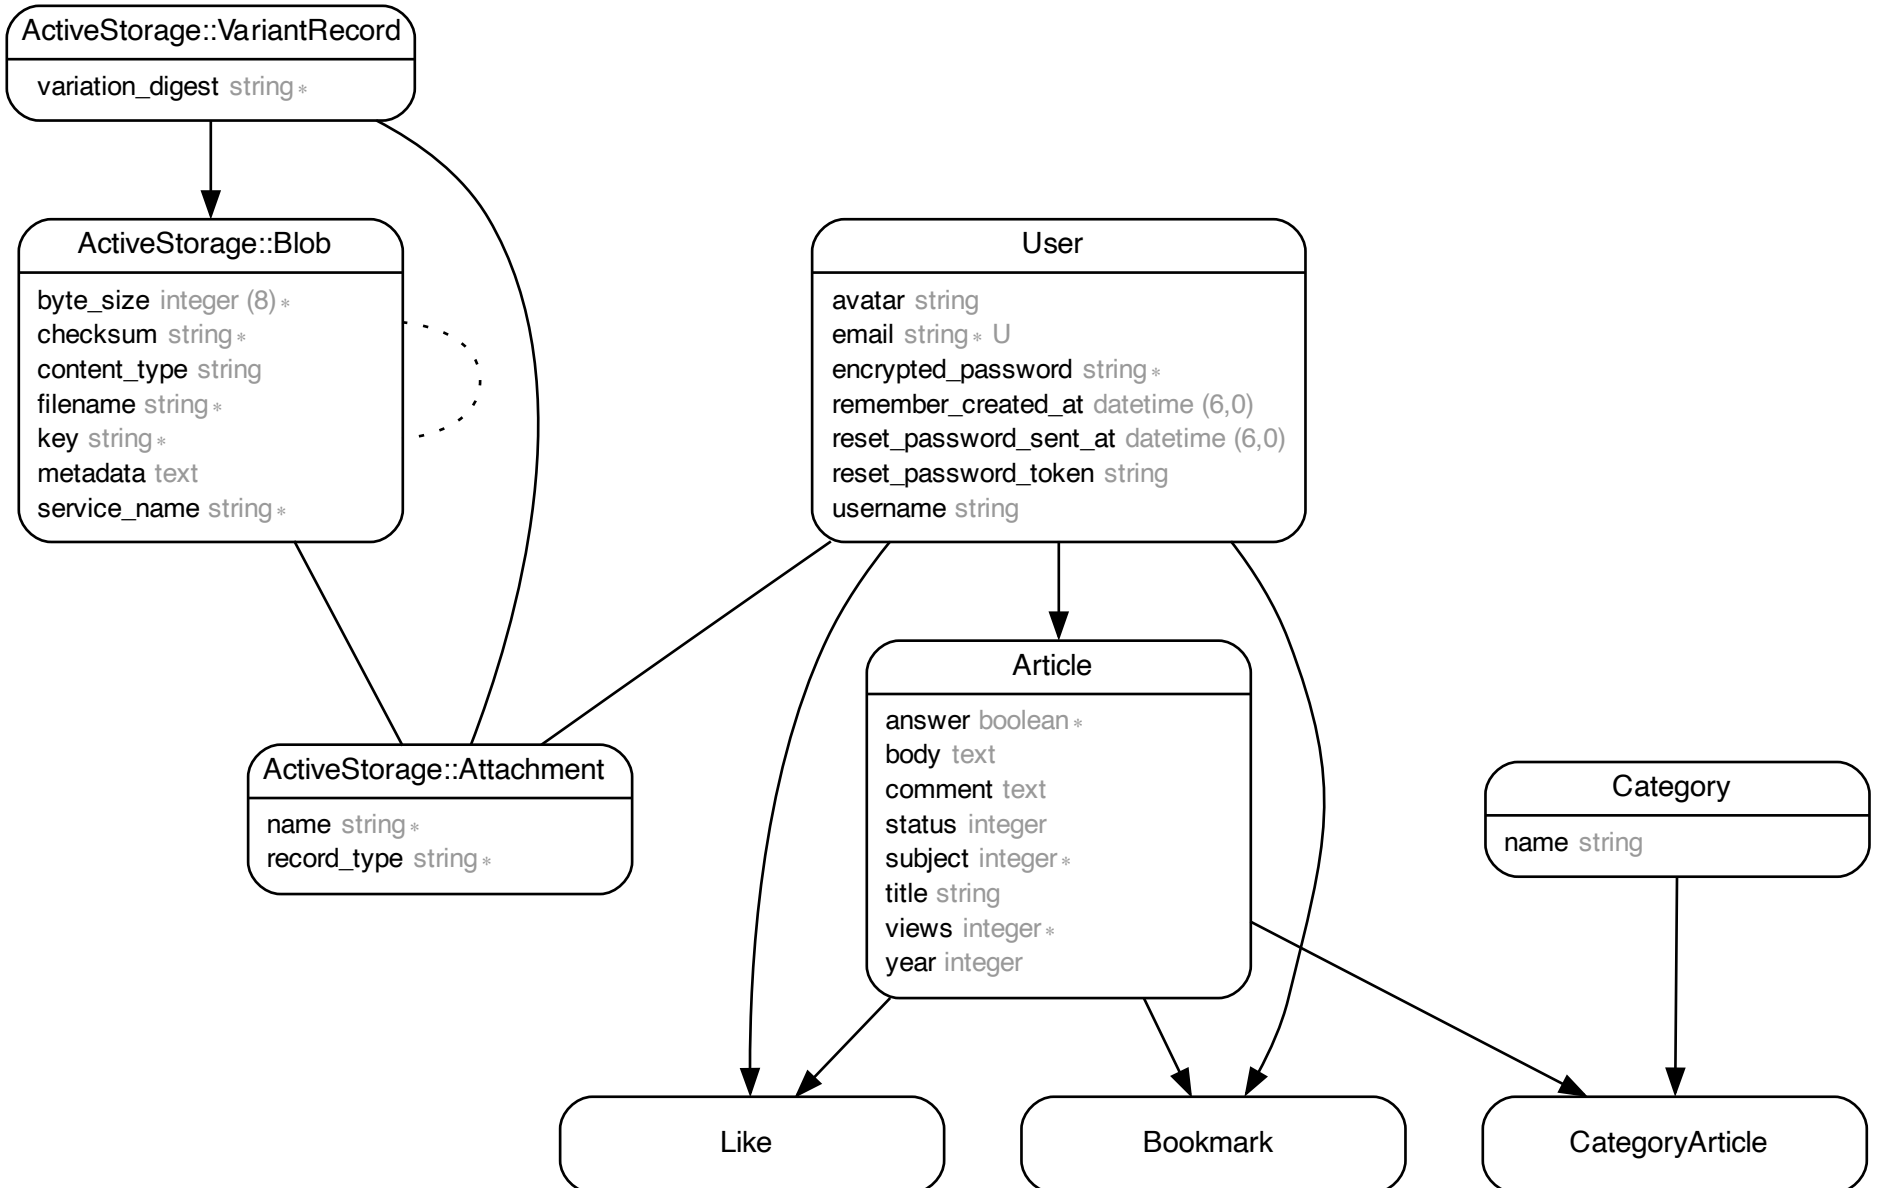 ActiveStorage::VariantRecord
variation_digest string *
ActiveStorage::Blob
byte_size integer (8) *
checksum string *
content_type string
filename string *
key string *
metadata text
service_name string *
User
avatar string
email string * U
encrypted_password string *
remember_created_at datetime (6,0)
reset_password_sent_at datetime (6,0)
reset_password_token string
username string
ActiveStorage::Attachment
name string *
record_type string *
Article
answer boolean *
body text
comment text
status integer
subject integer *
title string
views integer *
year integer
Category
name string
Like
Bookmark
CategoryArticle